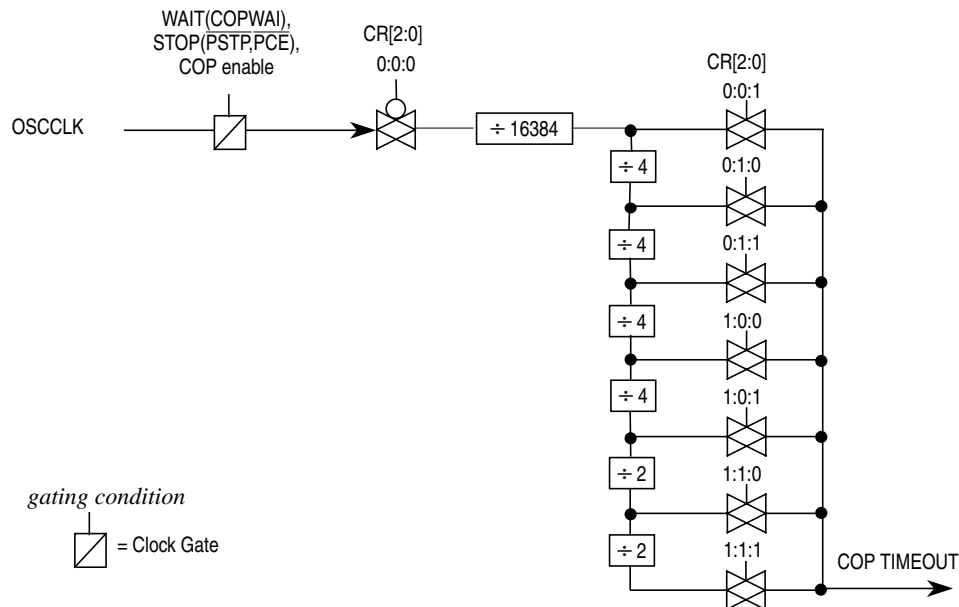 WAIT(COPWAI),
STOP(PSTP,PCE),
COP enable
CR[2:0]
0:0:0
CR[2:0]
0:0:1
OSCCLK
÷ 16384
÷ 4
0:1:0
÷ 4
0:1:1
÷ 4
1:0:0
÷ 4
1:0:1
÷ 2
1:1:0
÷ 2
1:1:1
gating condition
= Clock Gate
COP TIMEOUT